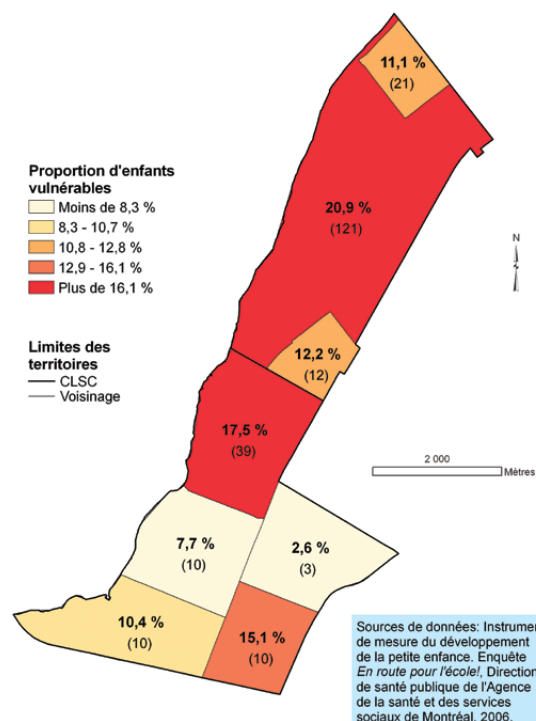 11,1 %
(21)
Proportion d'enfants
vulnérables
Moins de 8,3 %
8,3 - 10,7 %
10,8 - 12,8 %
12,9 - 16,1 %
Plus de 16,1 %
20,9 %
(121)
N
Limites des
territoires
CLSC
Voisinage
12,2 %
(12)
17,5 %
(39)
2 000
Mètres
7,7 %
(10)
2,6 %
(3)
10,4 %
(10)
15,1 %
(10)
Sources de données: Instrumen
de mesure du développement
de la petite enfance. Enquête
En route pour l'école!, Direction
de santé publique de l'Agence
de la santé et des services
sociaux de Montréal, 2006.